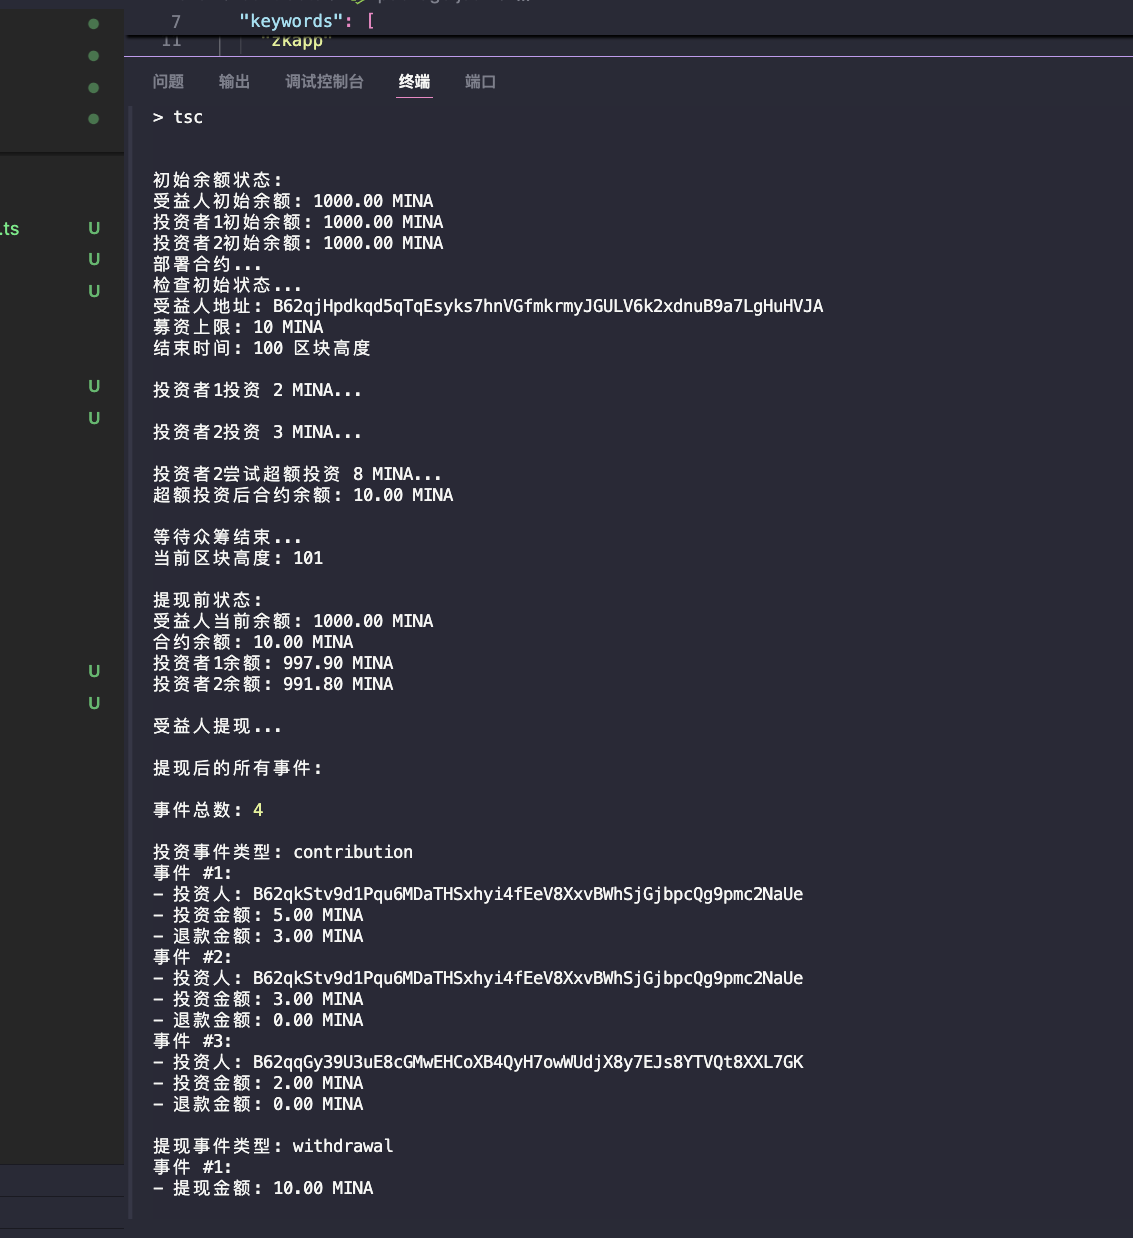 7 "keywords": [
11 "zkapp"
问题 输出 调试控制台 终端 端口
> tsc
初始余额状态:
受益人初始余额: 1000.00 MINA
.ts U
投资者1初始余额: 1000.00 MINA
投资者2初始余额: 1000.00 MINA
U
部署合约...
检查初始状态...
U
受益人地址: B62qjHpdkqd5qTqEsyks7hnVGfmkrmyJGULV6k2xdnuB9a7LgHuHVJA
募资上限: 10 MINA
结束时间: 100 区块高度
U
投资者1投资 2 MINA...
U
投资者2投资 3 MINA...
投资者2尝试超额投资 8 MINA...
超额投资后合约余额: 10.00 MINA
等待众筹结束...
当前区块高度: 101
提现前状态:
受益人当前余额: 1000.00 MINA
合约余额: 10.00 MINA
投资者1余额: 997.90 MINA
U
投资者2余额: 991.80 MINA
U
受益人提现...
提现后的所有事件:
事件总数: 4
投资事件类型: contribution
事件 #1:
- 投资人: B62qkStv9d1Pqu6MDaTHSxhyi4fEeV8XxvBWhSjGjbpcQg9pmc2NaUe
- 投资金额: 5.00 MINA
- 退款金额: 3.00 MINA
事件 #2:
- 投资人: B62qkStv9d1Pqu6MDaTHSxhyi4fEeV8XxvBWhSjGjbpcQg9pmc2NaUe
- 投资金额: 3.00 MINA
- 退款金额: 0.00 MINA
事件 #3:
- 投资人: B62qqGy39U3uE8cGMwEHCoXB4QyH7owWUdjX8y7EJs8YTVQt8XXL7GK
- 投资金额: 2.00 MINA
- 退款金额: 0.00 MINA
提现事件类型: withdrawal
事件 #1:
- 提现金额: 10.00 MINA